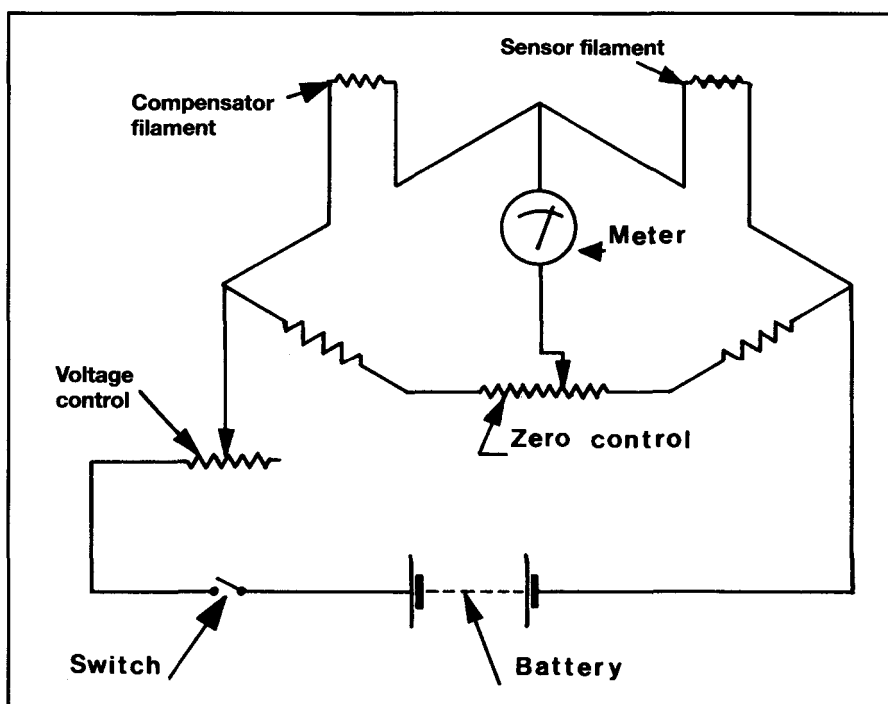 Sensor filament
Compensator
filament
Meter
Voltage
control
Zero control
Switch
Battery